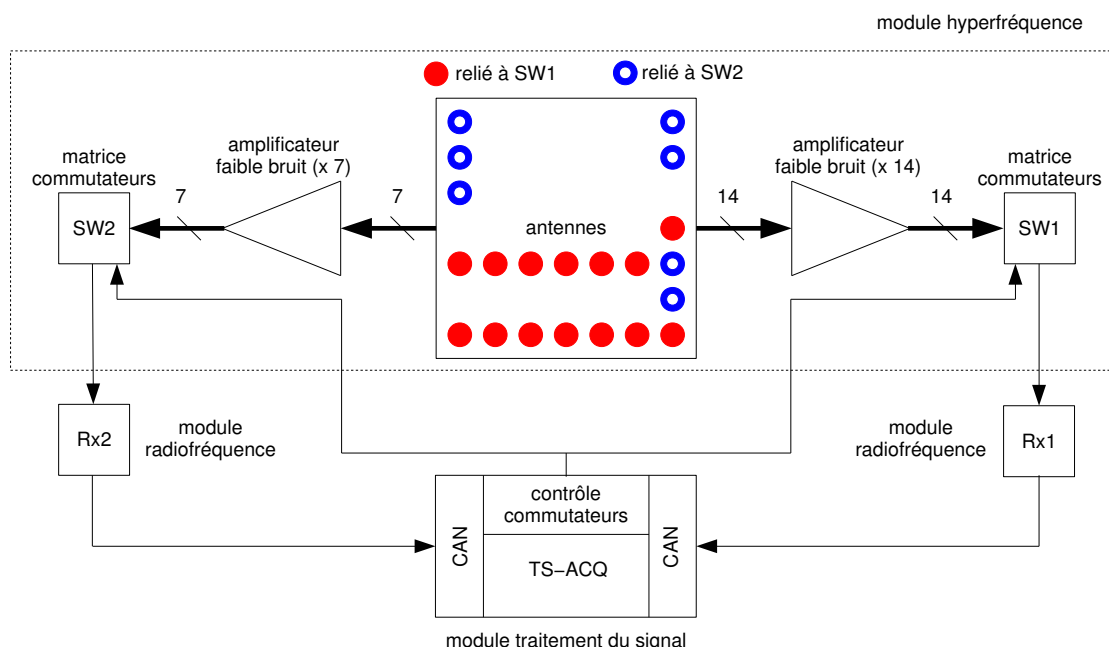 module hyperfréquence
relié à SW1
relié à SW2
matrice
commutateurs
amplificateur
faible bruit (x 7)
amplificateur
faible bruit (x 14)
matrice
commutateurs
7
7
14
14
SW2
antennes
SW1
Rx2
module
radiofréquence
module
radiofréquence
Rx1
CAN
contrôle
commutateurs
TS−ACQ
CAN
module traitement du signal